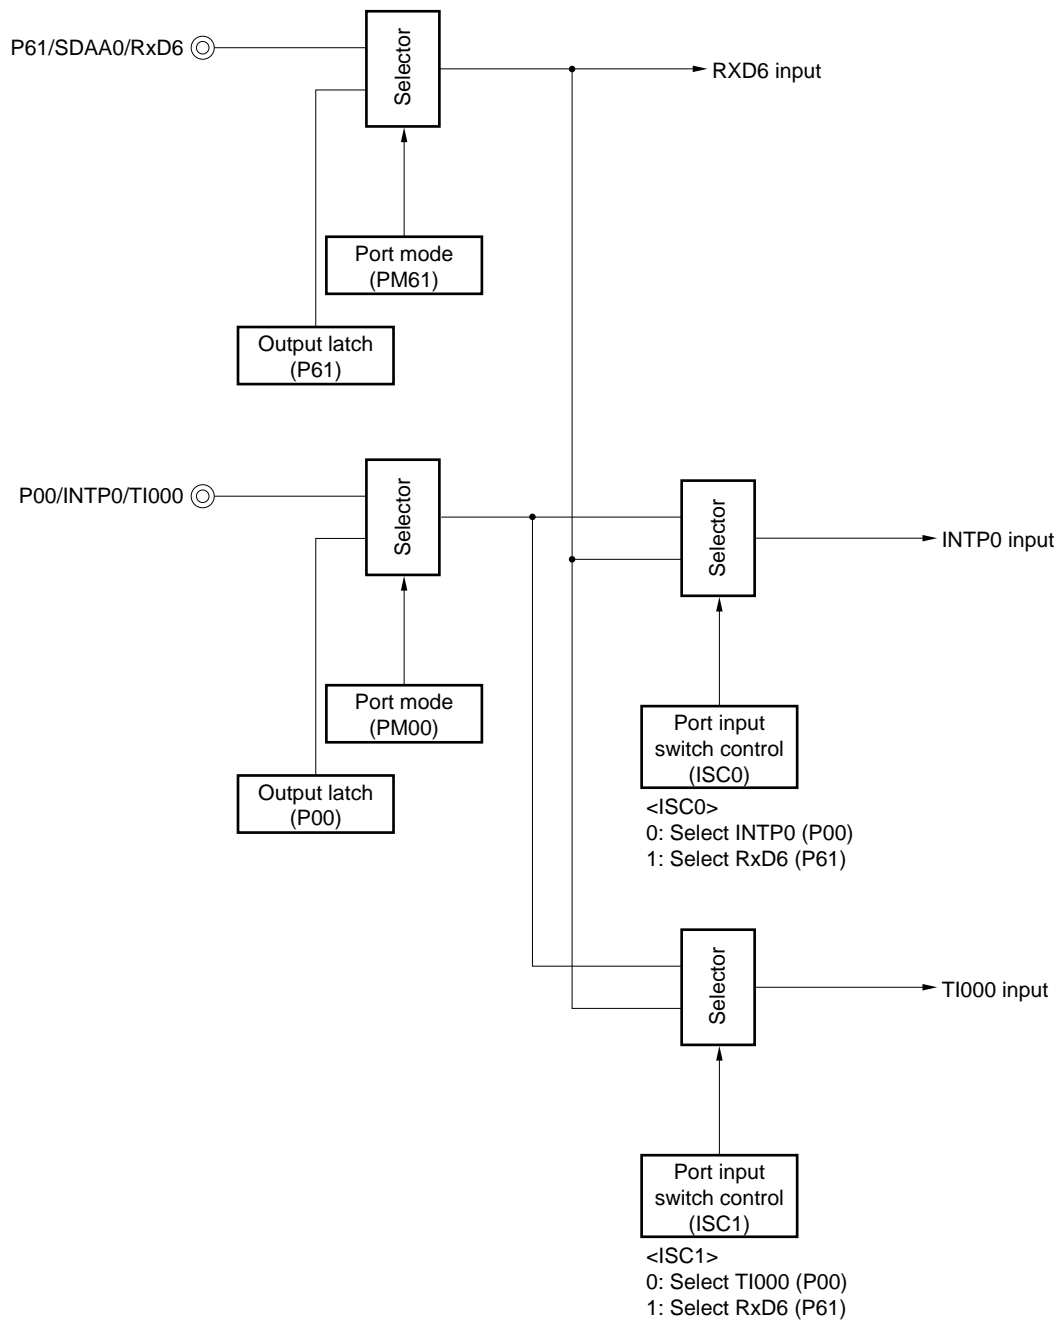 P61/SDAA0/RxD6
Selector
RXD6 input
Port mode
(PM61)
Output latch
(P61)
P00/INTP0/TI000
Selector
Selector
INTP0 input
Port mode
(PM00)
Output latch
(P00)
Port input
switch control
(ISC0)
<ISC0>
0: Select INTP0 (P00)
1: Select RxD6 (P61)
Selector
TI000 input
Port input
switch control
(ISC1)
<ISC1>
0: Select TI000 (P00)
1: Select RxD6 (P61)